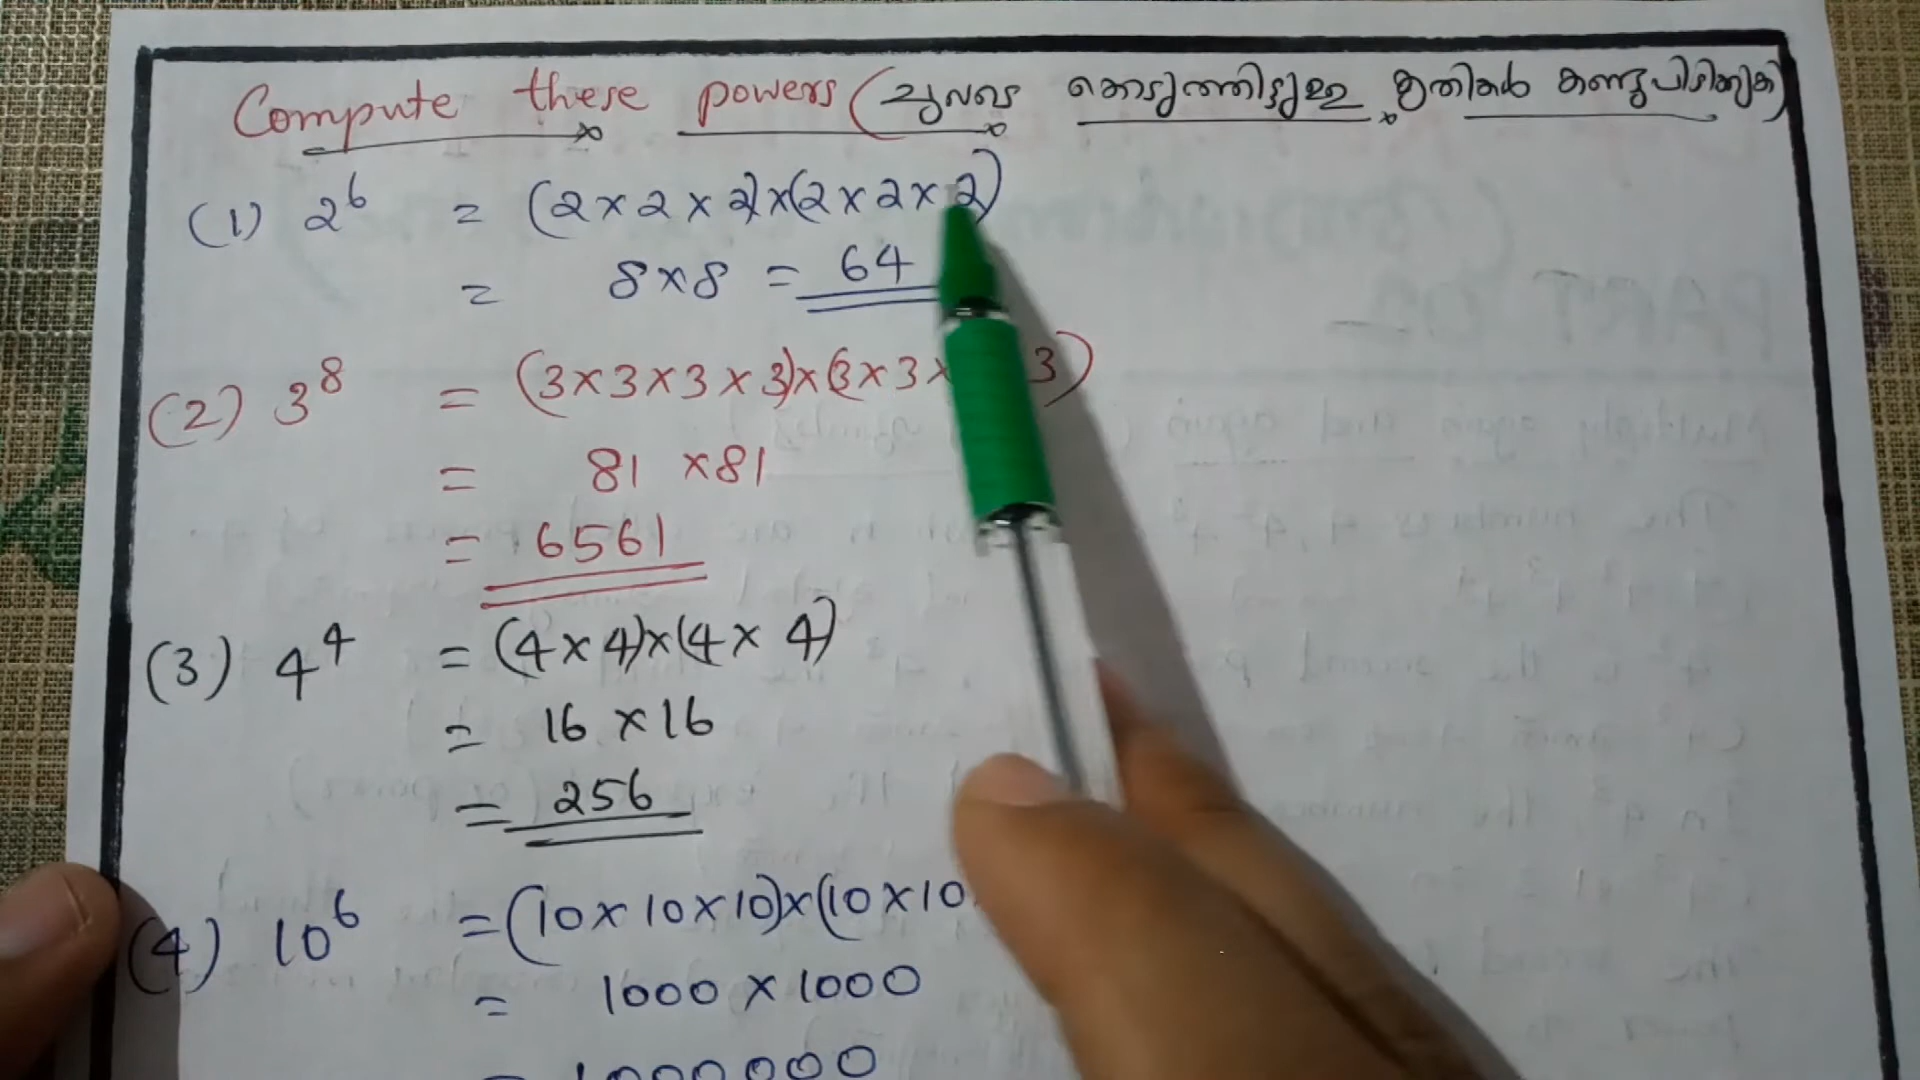 Compute these powers (ചുവടെ കൊടുത്തിട്ടുള്ള കൃതികൾ കണ്ടുപിടിക്കുക)
(1) 2⁶ = (2×2×2)×(2×2×2)
= 8×8 = 64
(2) 3⁸ = (3×3×3×3)×(3×3× 3)
= 81 ×81
= 6561
(3) 4⁴ = (4×4)×(4×4)
= 16 ×16
= 256
(4) 10⁶ =(10×10×10)×(10×10
= 1000 × 1000
= 1000000